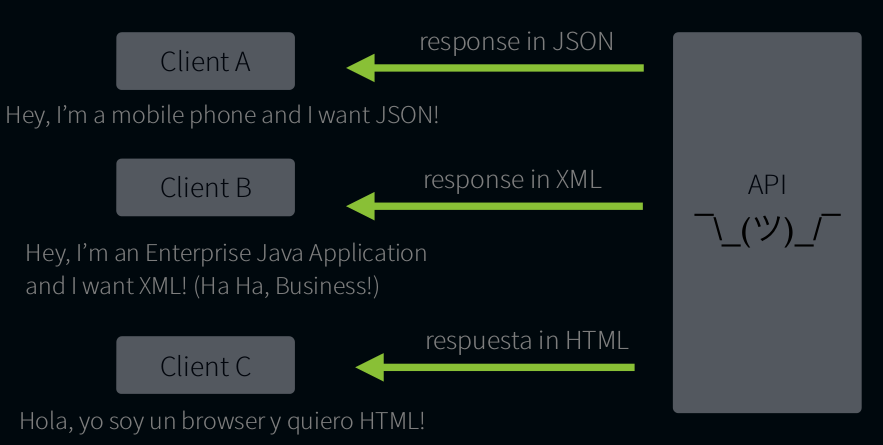 Client A
response in JSON
Hey, I'm a mobile phone and I want JSON!
Client B
response in XML
Hey, I'm an Enterprise Java Application
and I want XML! (Ha Ha, Business!)
Client C
respuesta in HTML
Hola, yo soy un browser y quiero HTML!
API
¯\_(ツ)_/¯